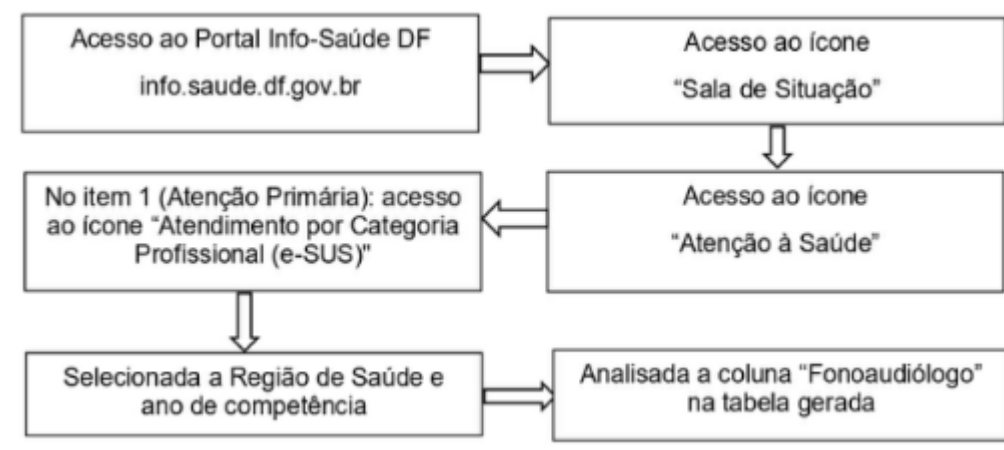 Acesso ao Portal Info-Saúde DF
info.saude.df.gov.br
Acesso ao ícone
“Sala de Situação”
Acesso ao ícone
“Atenção à Saúde”
No item 1 (Atenção Primária): acesso
ao ícone “Atendimento por Categoria
Profissional (e-SUS)"
Selecionada a Região de Saúde e
ano de competência
Analisada a coluna “Fonoaudiólogo”
na tabela gerada